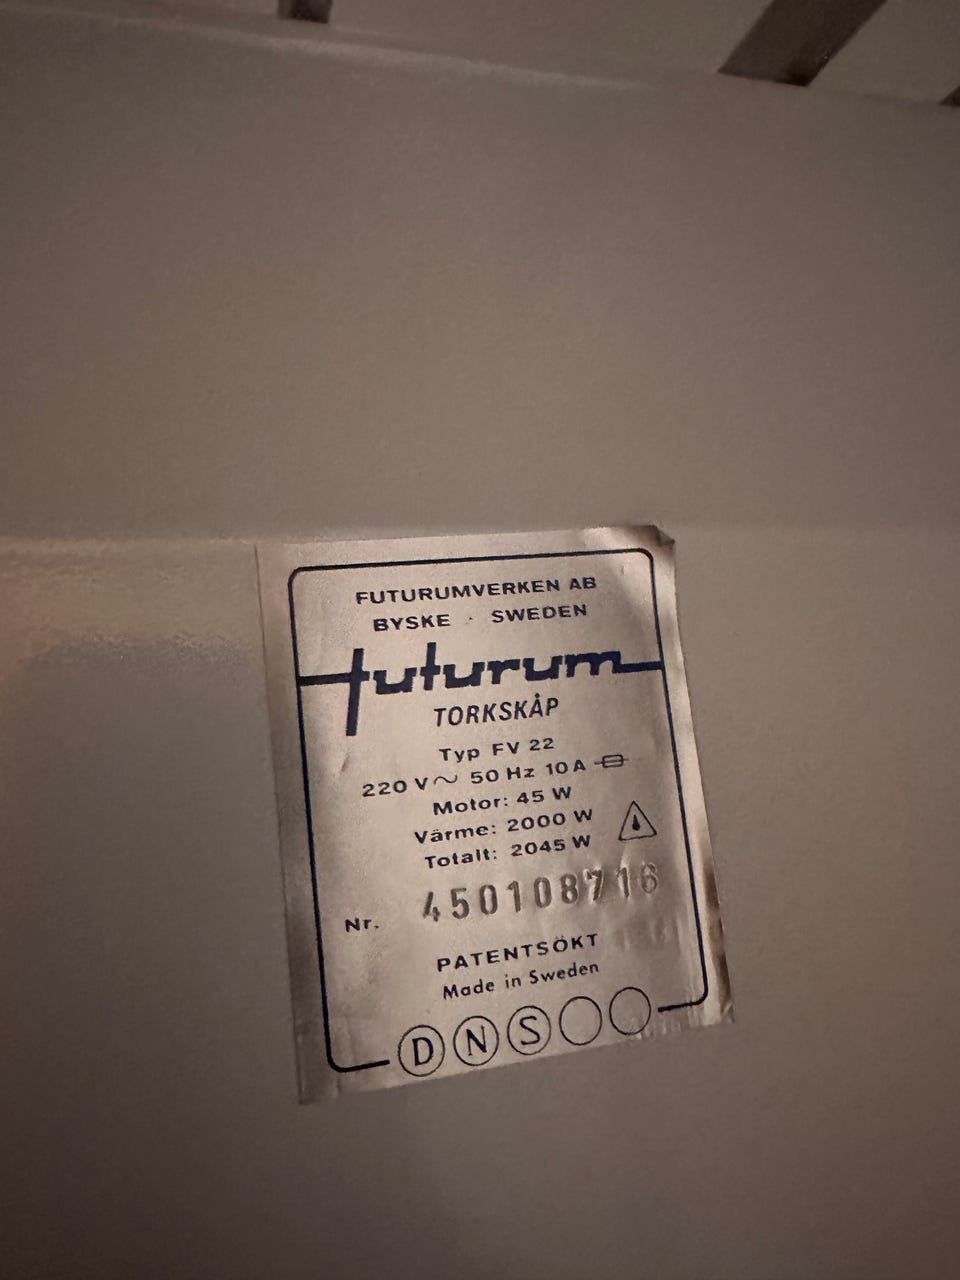 FUTURUMVERKEN AB
BYSKE · SWEDEN
futurum
TORKSKÅP
Typ FV 22
220 V~ 50 Hz 10 A
Motor: 45 W
Värme: 2000 W
Totalt: 2045 W
Nr. 450108716
PATENTSÖKT
Made in Sweden
D N S